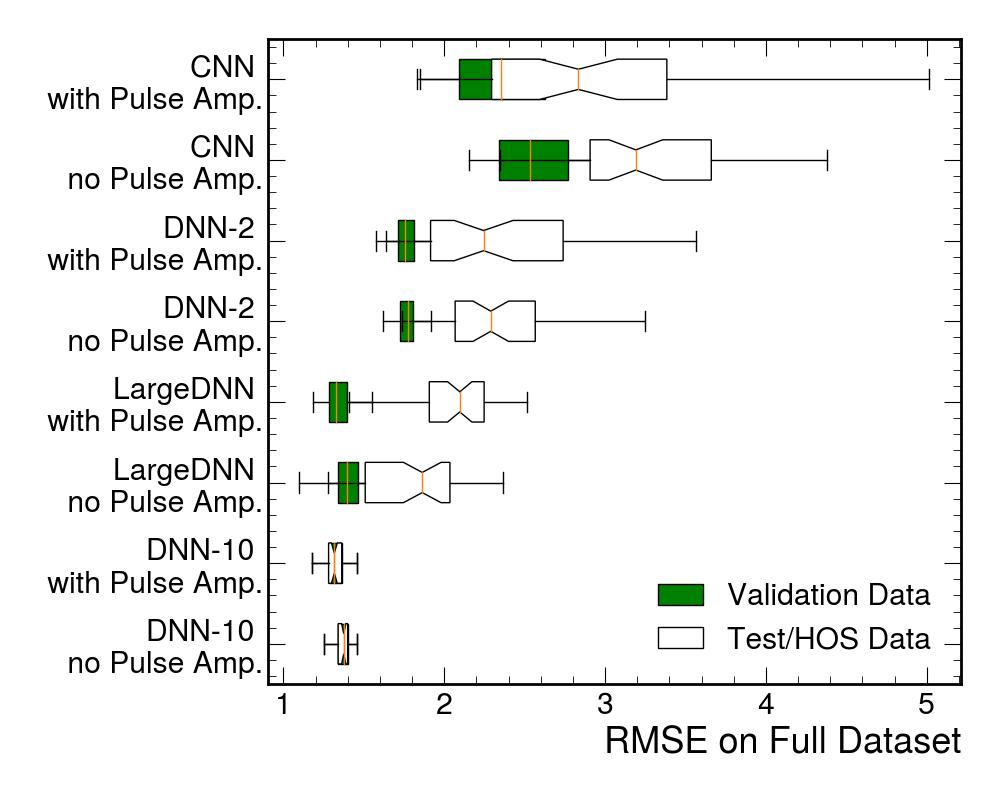 CNN
with Pulse Amp.
CNN
no Pulse Amp.
DNN-2
with Pulse Amp.
DNN-2
no Pulse Amp.
LargeDNN
with Pulse Amp.
LargeDNN
no Pulse Amp.
DNN-10
with Pulse Amp.
DNN-10
no Pulse Amp.
Validation Data
Test/HOS Data
1 2 3 4 5
RMSE on Full Dataset